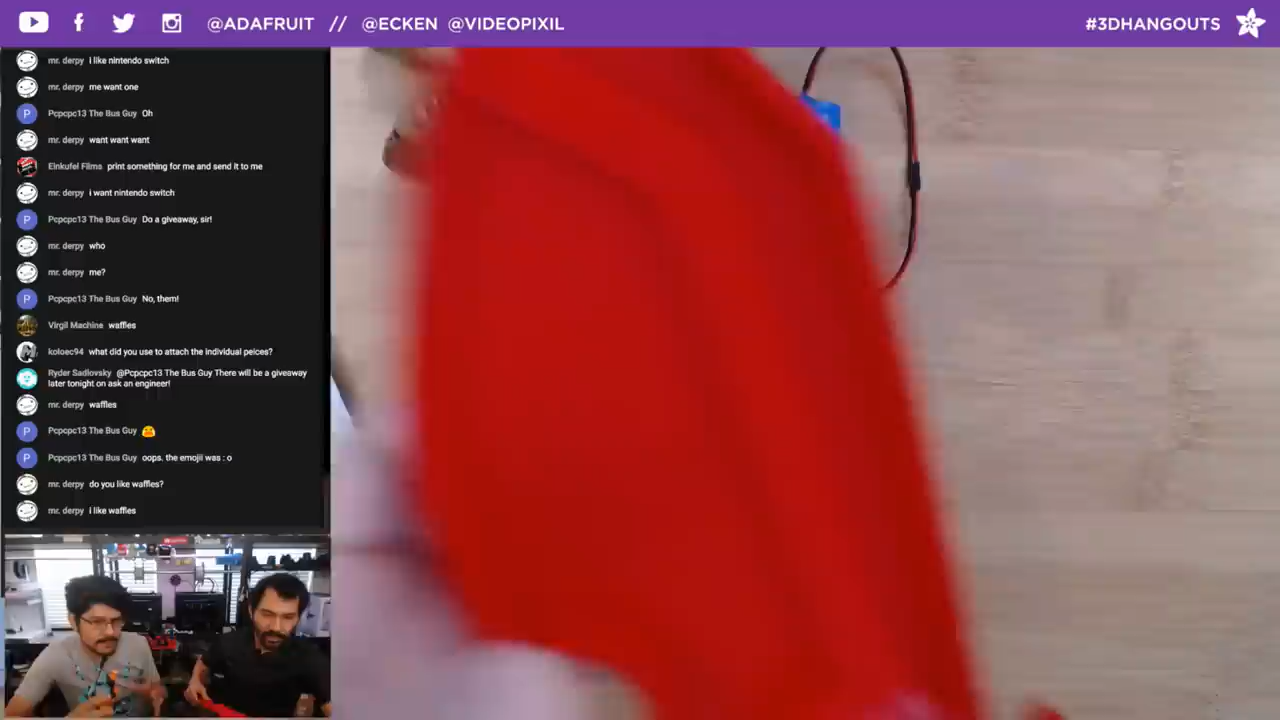 @ADAFRUIT // @ECKEN @VIDEOPIXIL #3DHANGOUTS
mr. derpy i like nintendo switch
mr. derpy me want one
P Pcpcpc13 The Bus Guy Oh
mr. derpy want want want
Einkufel Films print something for me and send it to me
mr. derpy i want nintendo switch
P Pcpcpc13 The Bus Guy Do a giveaway, sir!
mr. derpy who
mr. derpy me?
P Pcpcpc13 The Bus Guy No, them!
Virgil Machine waffles
koloec94 what did you use to attach the individual peices?
Ryder Sadlovsky @Pcpcpc13 The Bus Guy There will be a giveaway
later tonight on ask an engineer!
mr. derpy waffles
P Pcpcpc13 The Bus Guy
P Pcpcpc13 The Bus Guy oops. the emoji was : o
mr. derpy do you like waffles?
mr. derpy i like waffles